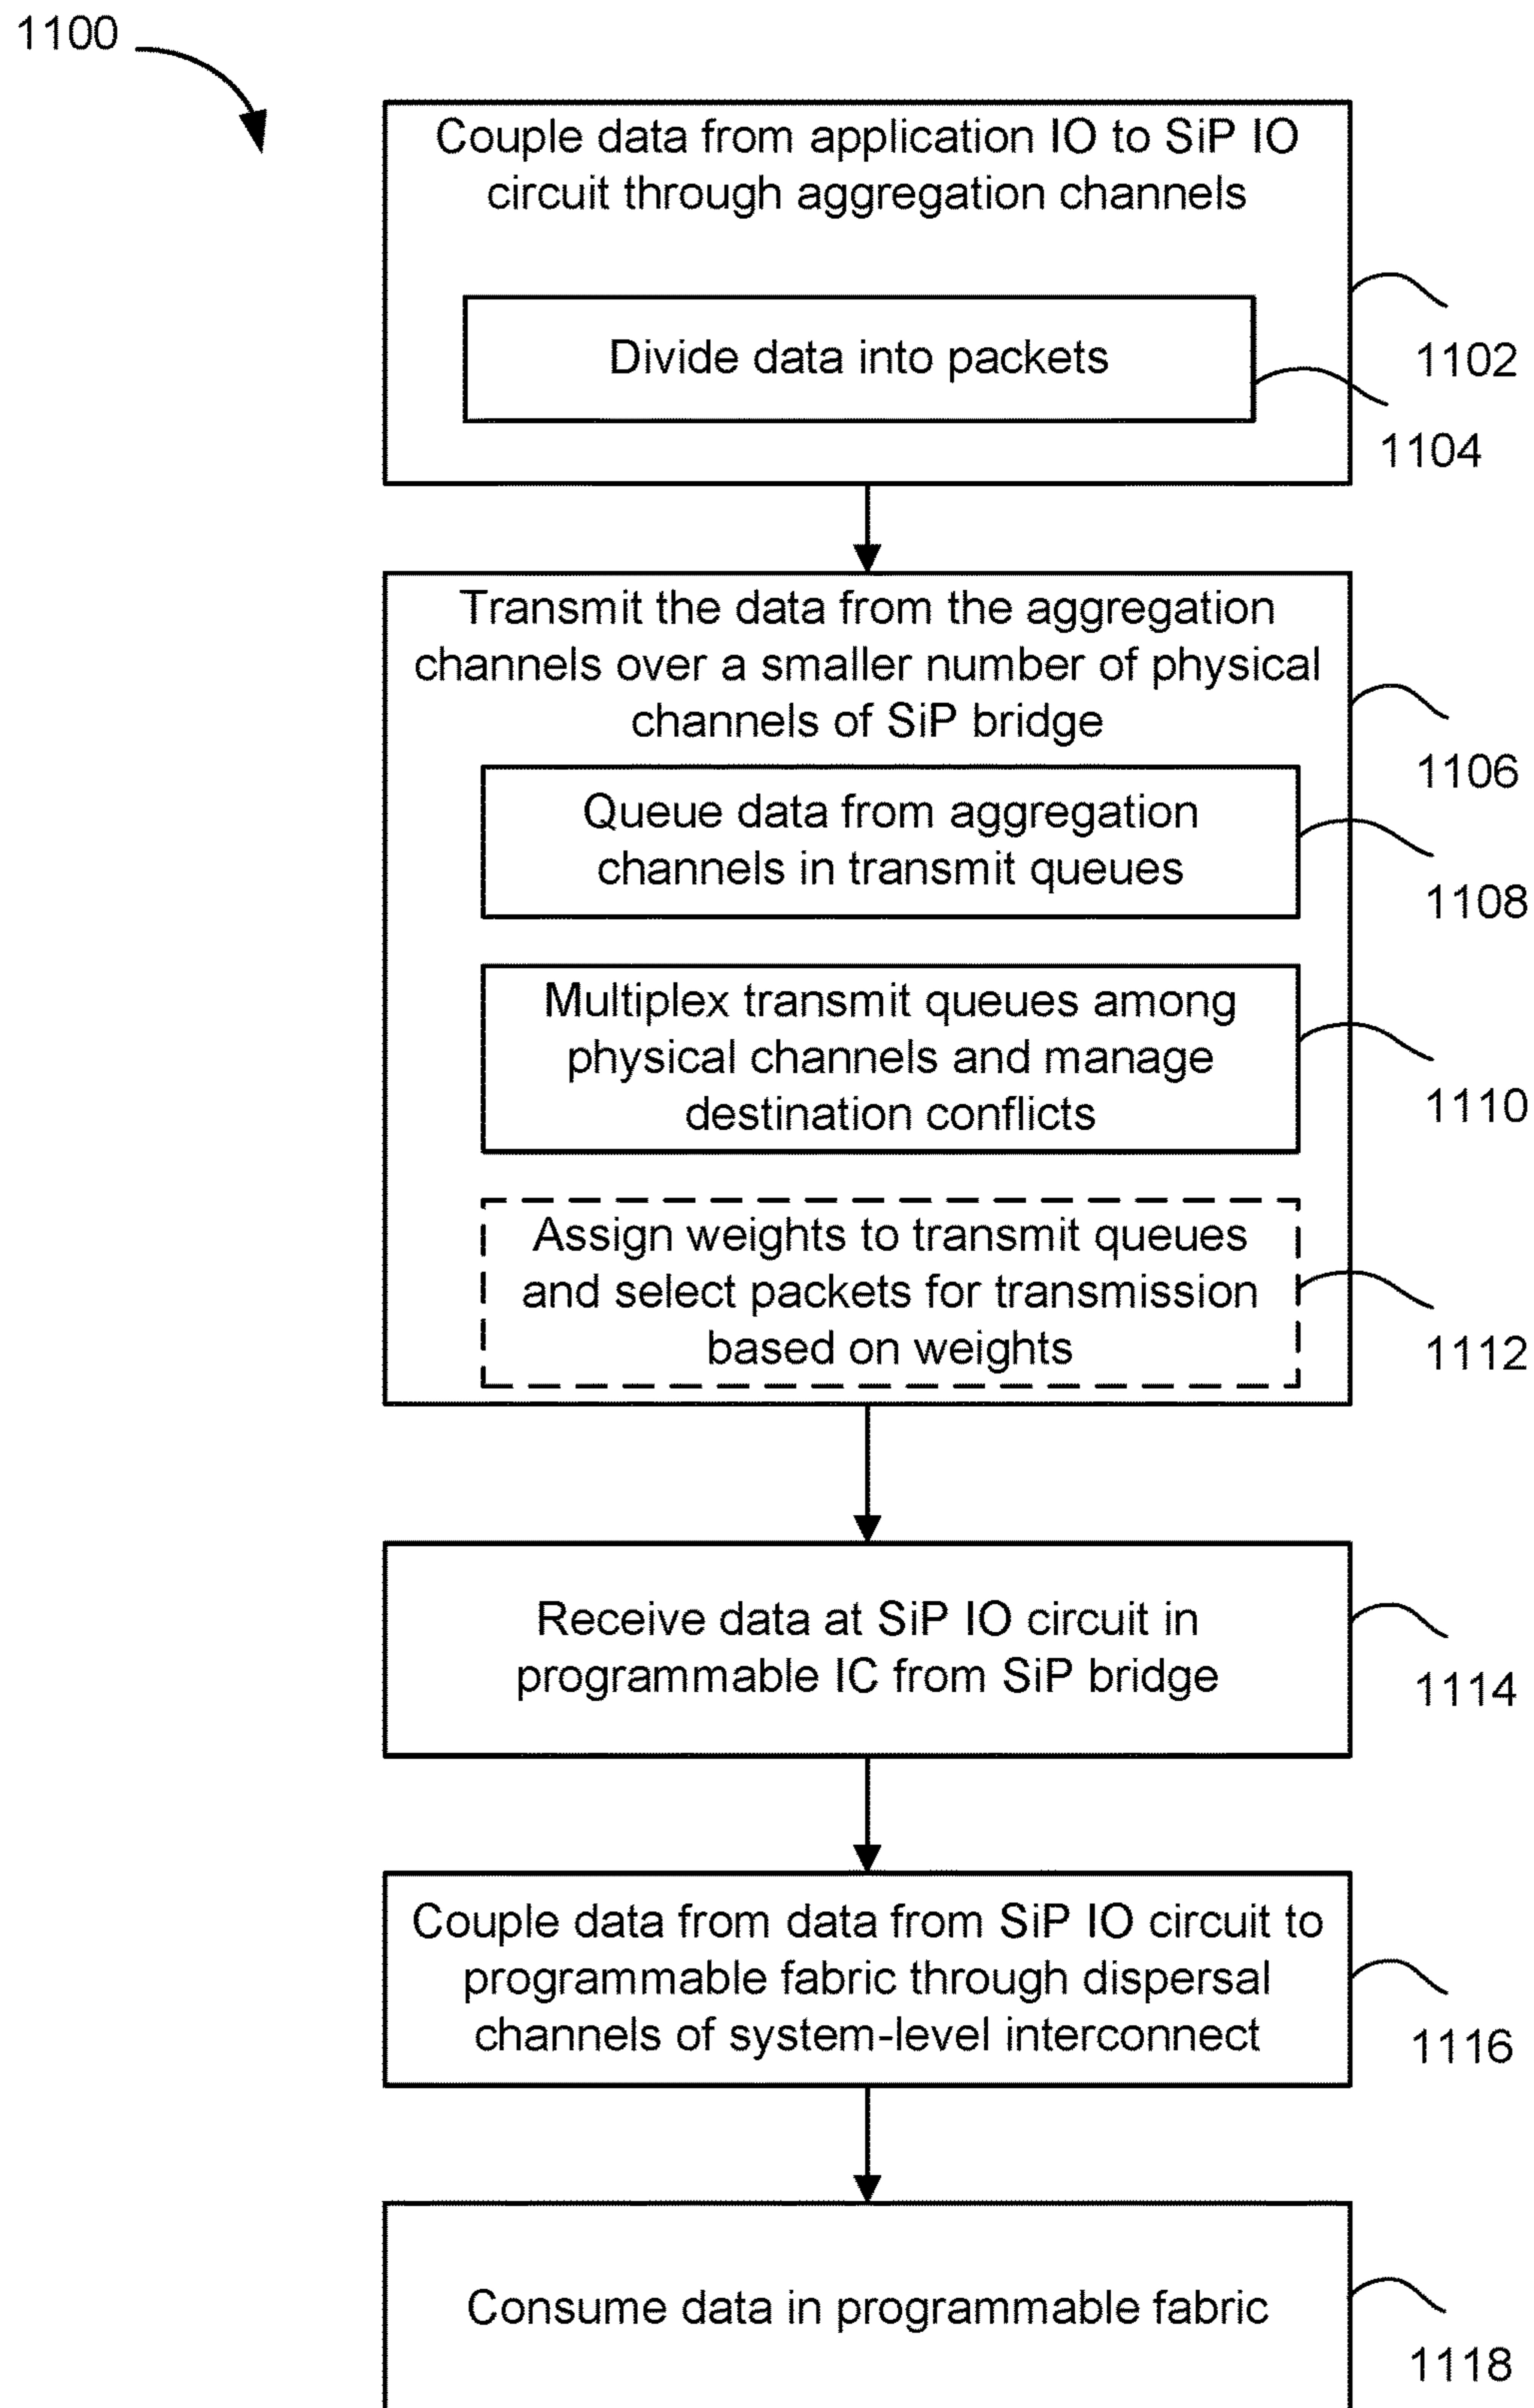 1100
Couple data from application IO to SiP IO
circuit through aggregation channels
Divide data into packets
1102
1104
Transmit the data from the aggregation
channels over a smaller number of physical
channels of SiP bridge
1106
Queue data from aggregation
channels in transmit queues
1108
Multiplex transmit queues among
physical channels and manage
destination conflicts
1110
Assign weights to transmit queues
and select packets for transmission
based on weights
1112
Receive data at SiP IO circuit in
programmable IC from SiP bridge
1114
Couple data from data from SiP IO circuit to
programmable fabric through dispersal
channels of system-level interconnect
1116
Consume data in programmable fabric
1118